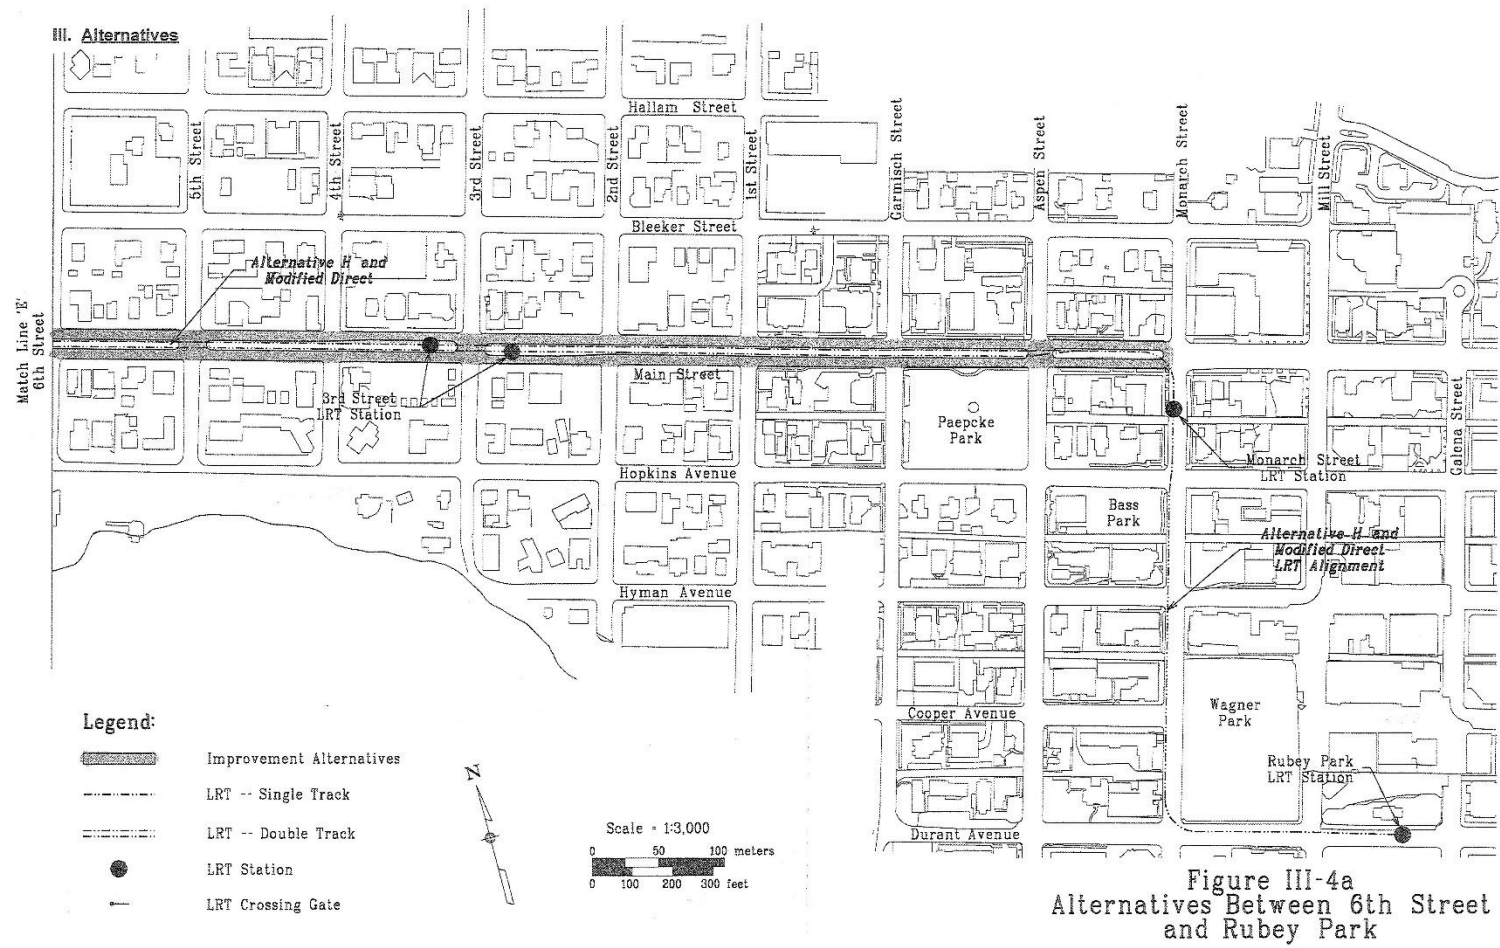 III. Alternatives
Hallam Street
5th Street
4th Street
3rd Street
2nd Street
1st Street
Garmisch Street
Aspen Street
Monarch Street
Mill Street
Bleeker Street
Alternative H and
Modified Direct
Match Line 'E'
6th Street
Main Street
3rd Street
LRT Station
Paepcke
Park
Galena Street
Monarch Street
LRT Station
Hopkins Avenue
Bass
Park
Alternative H and
Modified Direct
LRT Alignment
Hyman Avenue
Wagner
Park
Cooper Avenue
Rubey Park
LRT Station
Durant Avenue
Legend:
Improvement Alternatives
LRT -- Single Track
LRT -- Double Track
LRT Station
LRT Crossing Gate
N
Scale = 1:3,000
0 50 100 meters
0 100 200 300 feet
Figure III-4a
Alternatives Between 6th Street
and Rubey Park